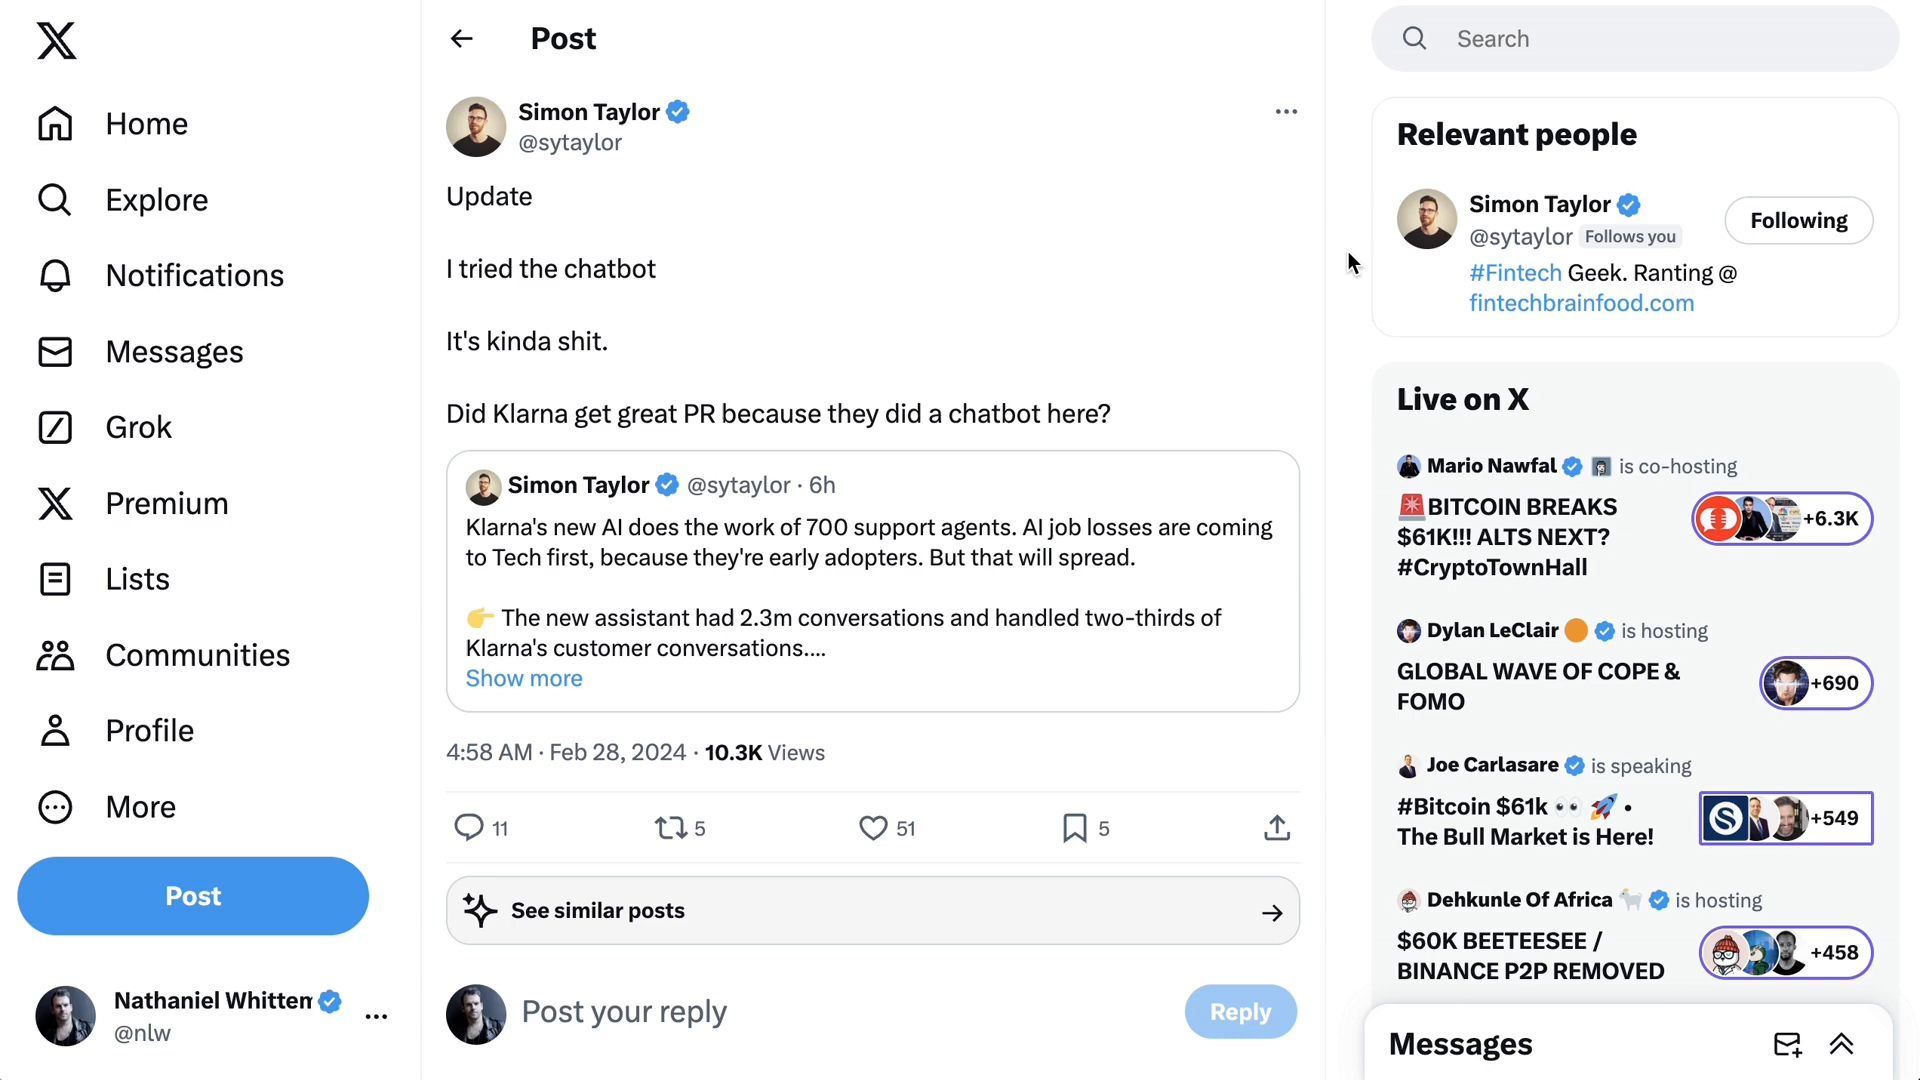 Home
Explore
Notifications
Messages
Grok
Premium
Lists
Communities
Profile
More
Post
Nathaniel Whittem
@nlw
Post
Simon Taylor
@sytaylor
Update
I tried the chatbot
It's kinda shit.
Did Klarna get great PR because they did a chatbot here?
Simon Taylor @sytaylor · 6h
Klarna's new AI does the work of 700 support agents. AI job losses are coming
to Tech first, because they're early adopters. But that will spread.
👉 The new assistant had 2.3m conversations and handled two-thirds of
Klarna's customer conversations....
Show more
4:58 AM · Feb 28, 2024 · 10.3K Views
11
5
51
5
See similar posts
Post your reply
Reply
Search
Relevant people
Simon Taylor
@sytaylor Follows you
Following
#Fintech Geek. Ranting @
fintechbrainfood.com
Live on X
Mario Nawfal is co-hosting
🚨BITCOIN BREAKS
$61K!!! ALTS NEXT?
#CryptoTownHall
+6.3K
Dylan LeClair 🟠 is hosting
GLOBAL WAVE OF COPE &
FOMO
+690
Joe Carlasare is speaking
#Bitcoin $61k 👀 🚀 •
The Bull Market is Here!
+549
Dehkunle Of Africa 🐐 is hosting
$60K BEETEESEE /
BINANCE P2P REMOVED
+458
Messages